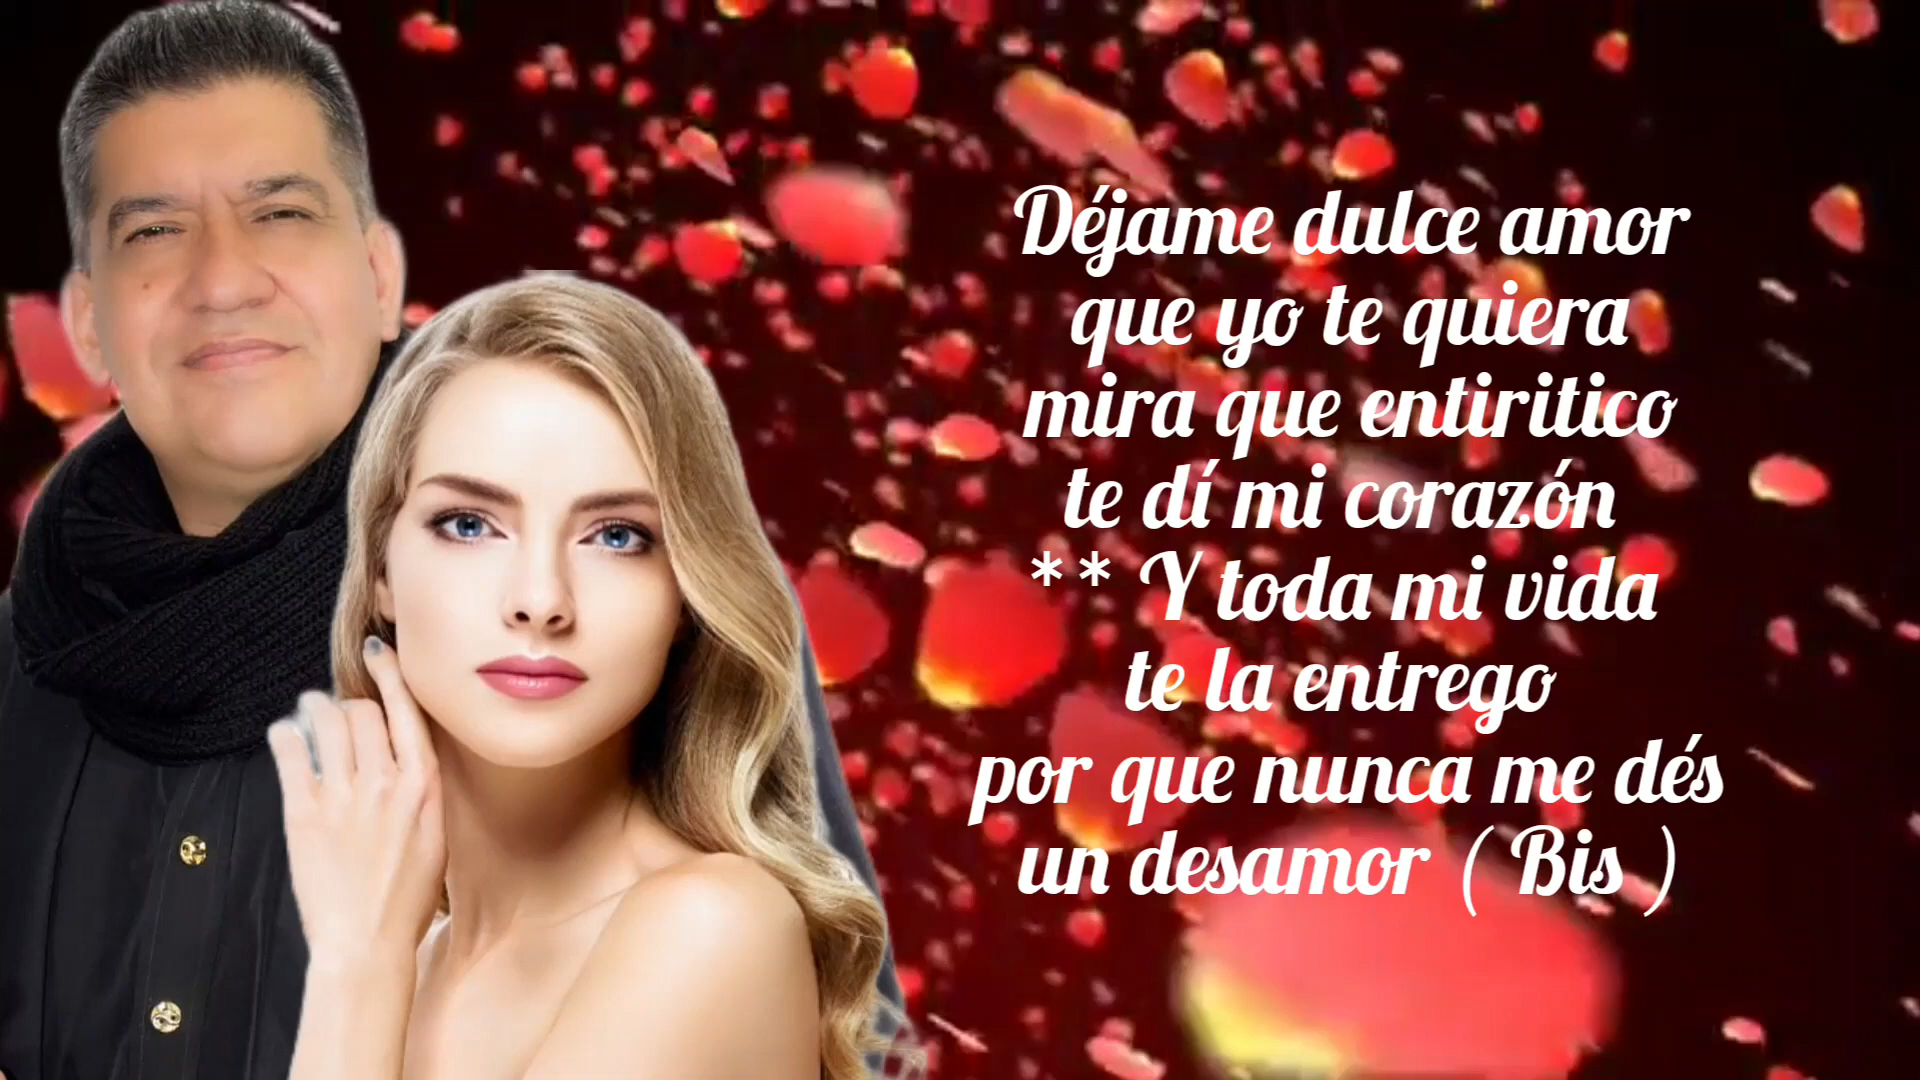 Déjame dulce amor
que yo te quiera
mira que entiritico
te dí mi corazón
** Y toda mi vida
te la entrego
por que nunca me dés
un desamor ( Bis )